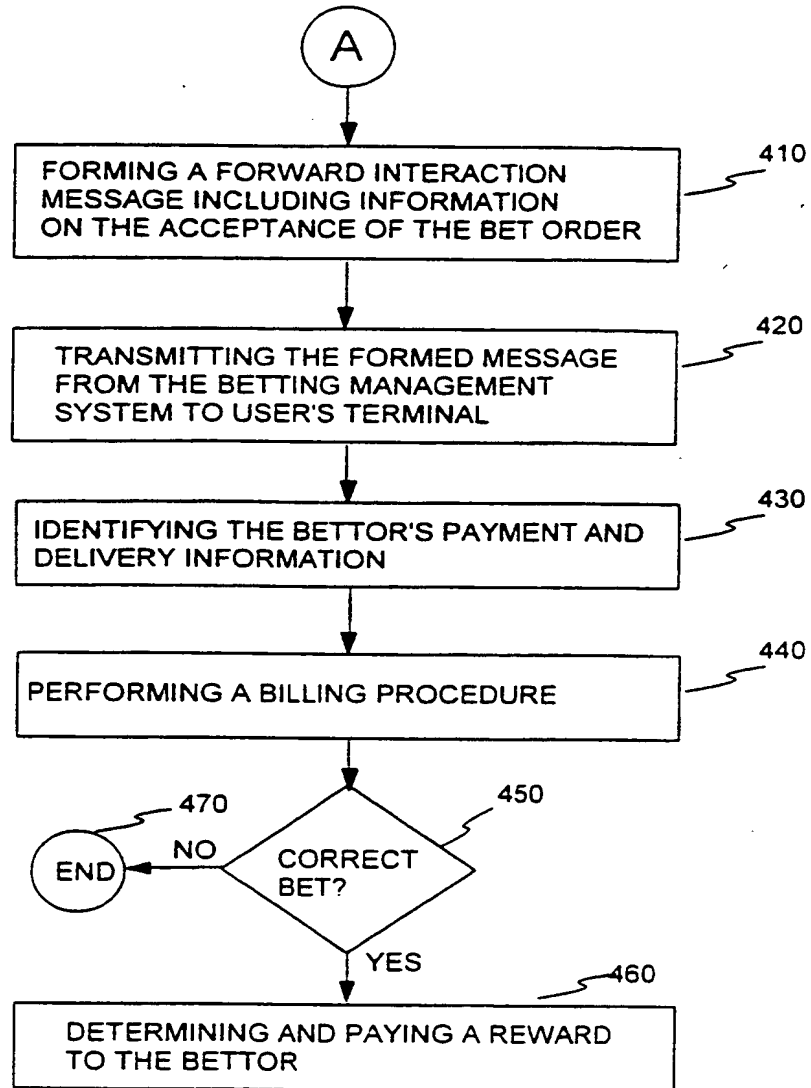 A
410
FORMING A FORWARD INTERACTION
MESSAGE INCLUDING INFORMATION
ON THE ACCEPTANCE OF THE BET ORDER
420
TRANSMITTING THE FORMED MESSAGE
FROM THE BETTING MANAGEMENT
SYSTEM TO USER'S TERMINAL
430
IDENTIFYING THE BETTOR'S PAYMENT AND
DELIVERY INFORMATION
440
PERFORMING A BILLING PROCEDURE
470
450
END
NO
CORRECT
BET?
YES
460
DETERMINING AND PAYING A REWARD
TO THE BETTOR